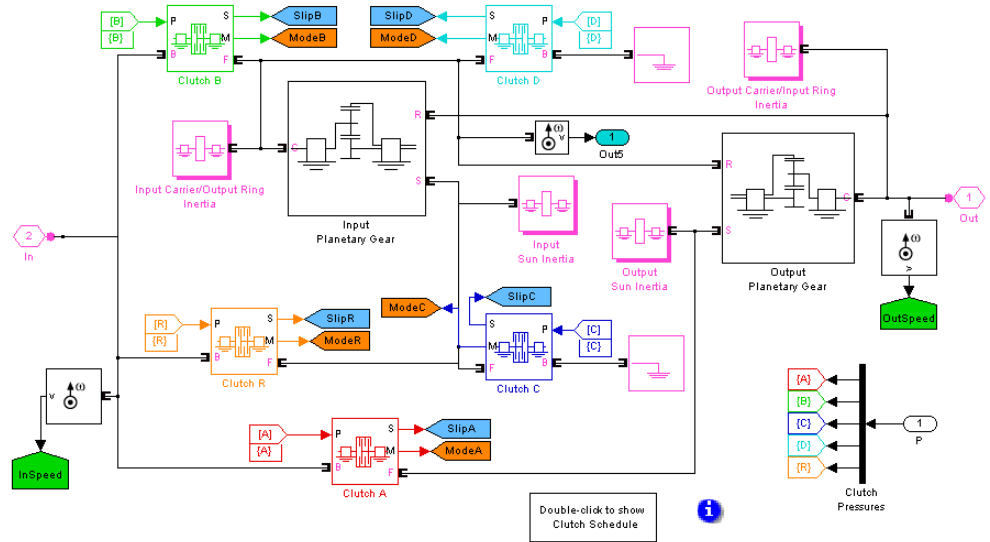 [B]
{B}
P
S
M
B
F
Clutch B
SlipB
ModeB
SlipD
ModeD
S
P
M
B
F
Clutch D
[D]
{D}
Output Carrier/Input Ring
Inertia
R
C
S
Input
Planetary Gear
Input Carrier/Output Ring
Inertia
ω
v
1
Out5
R
C
S
Output
Planetary Gear
2
In
1
Out
Input
Sun Inertia
Output
Sun Inertia
v
OutSpeed
[R]
{R}
P
S
M
B
F
Clutch R
SlipR
ModeR
ModeC
SlipC
S
P
M
B
F
Clutch C
[C]
{C}
v
ω
InSpeed
[A]
{A}
P
S
M
B
F
Clutch A
SlipA
ModeA
{A}
{B}
{C}
{D}
{R}
1
P
Clutch
Pressures
Double-click to show
Clutch Schedule
i